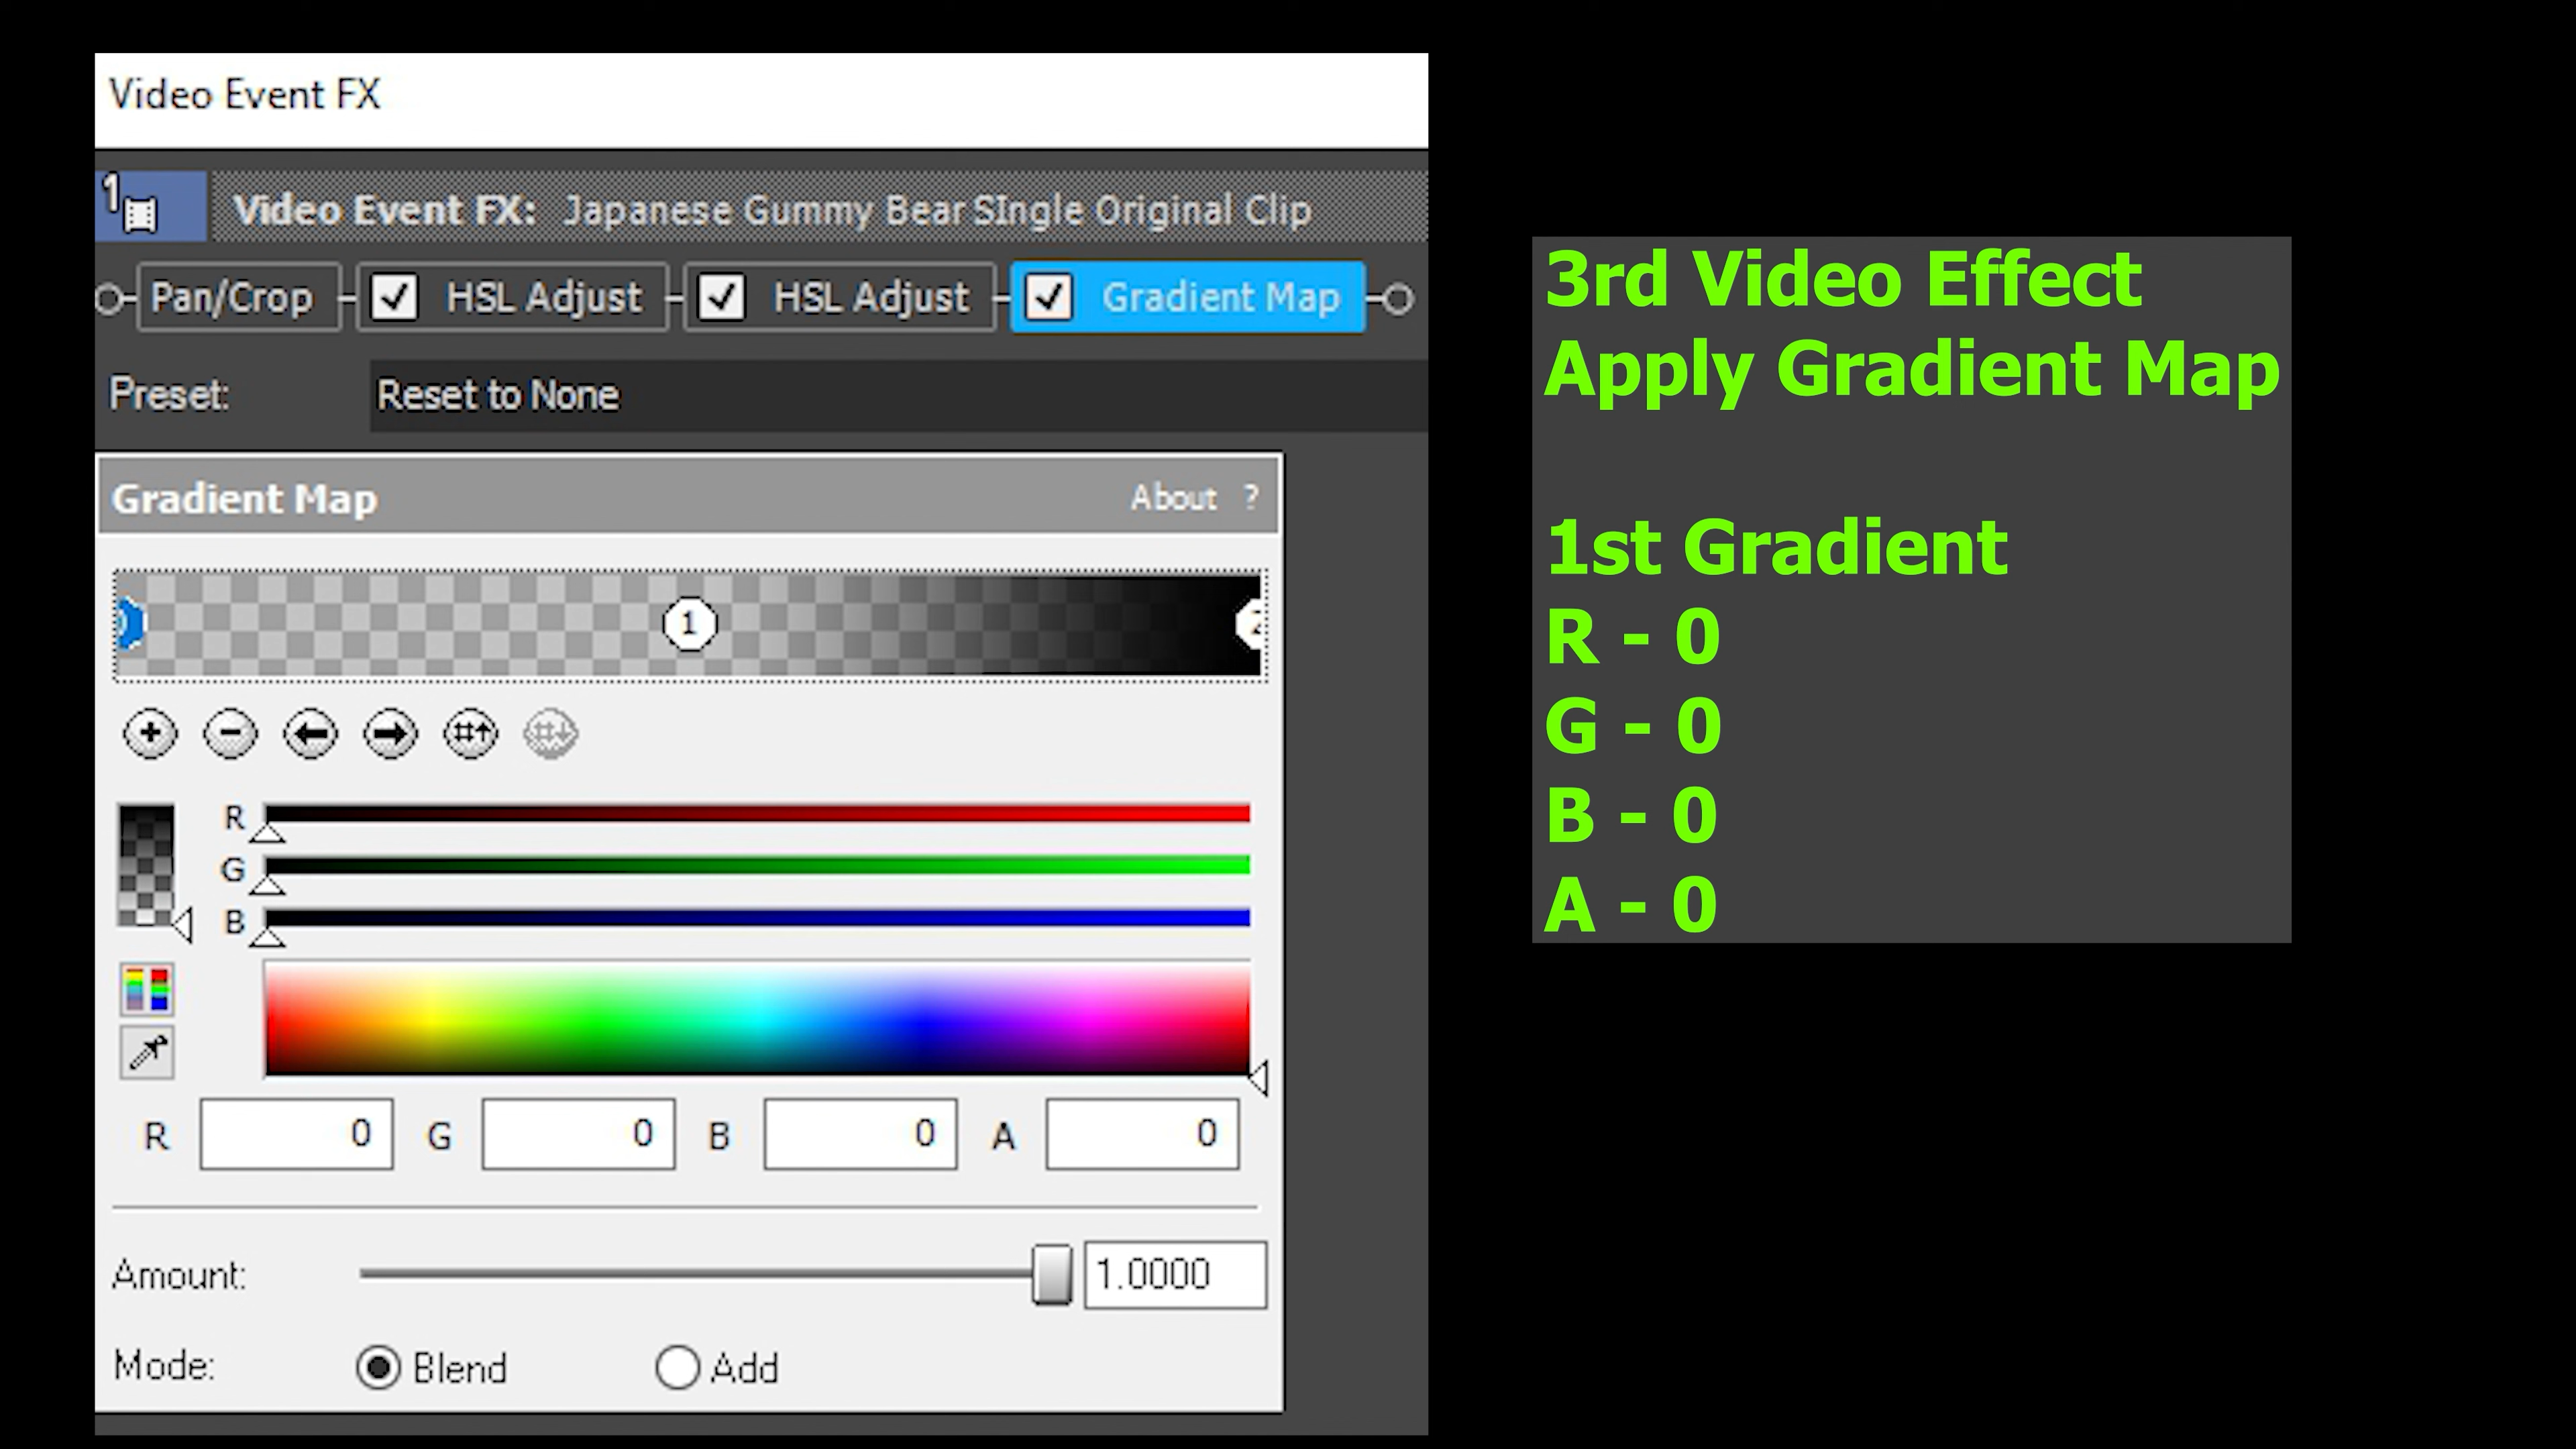 Video Event FX
1
Video Event FX: Japanese Gummy Bear SIngle Original Clip
Pan/Crop HSL Adjust HSL Adjust Gradient Map
Preset: Reset to None
Gradient Map About ?
1 2
R
G
B
R 0 G 0 B 0 A 0
Amount: 1.0000
Mode: Blend Add
3rd Video Effect
Apply Gradient Map
1st Gradient
R - 0
G - 0
B - 0
A - 0